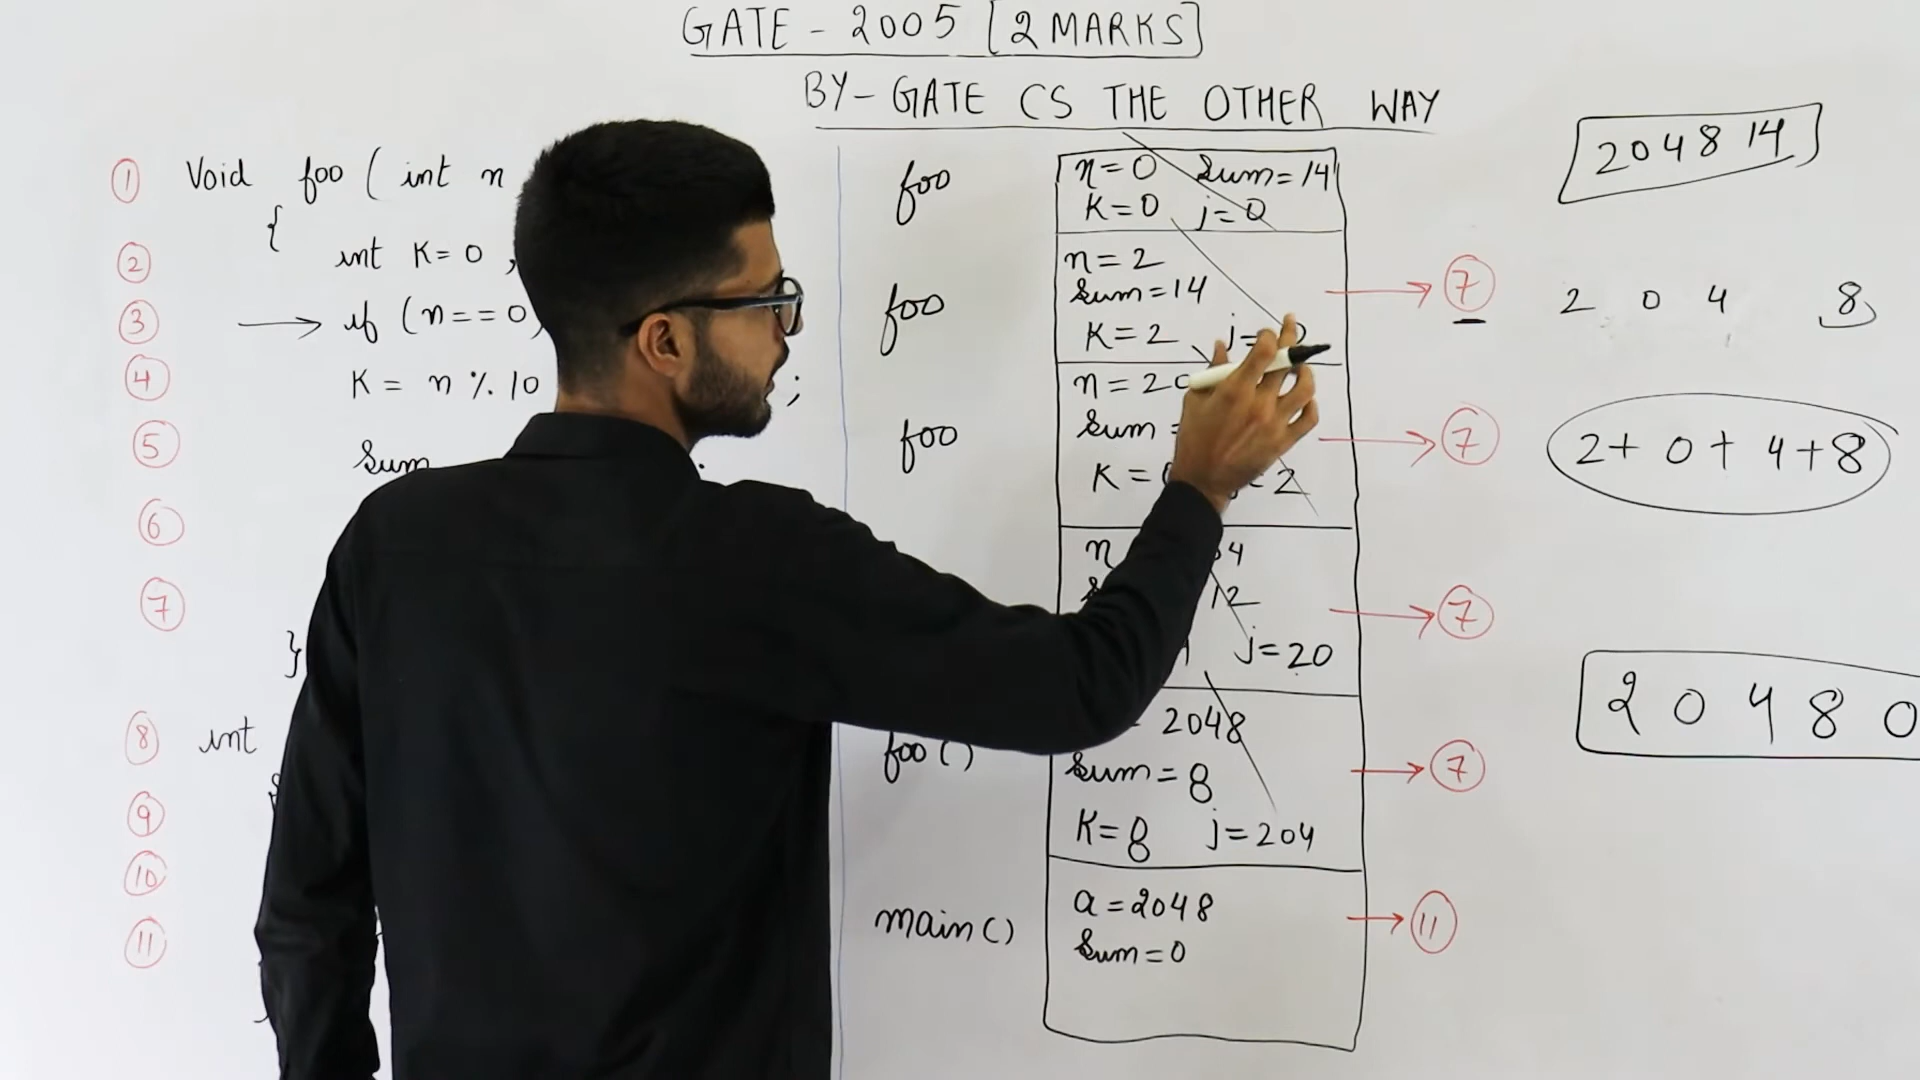 GATE - 2005 [2 MARKS]
BY - GATE CS THE OTHER WAY
① Void foo ( int n
{
② int K = 0 ,
③ → if ( n == 0
④ K = n % 10 ;
⑤ Sum ;
⑥
⑦
}
⑧ int
⑨
⑩
⑪
foo
n = 0 Sum = 14
K = 0 j = 0
foo
n = 2
Sum = 14
K = 2 j =
→ ⑦
foo
n = 20
Sum =
K = = 2
→ ⑦
n 4
12
j = 20
→ ⑦
foo ( )
2048
Sum = 8
K = 8 j = 204
→ ⑦
main ( )
a = 2048
Sum = 0
→ ⑪
2 0 4 8 14
2 0 4 8
2 + 0 + 4 + 8
2 0 4 8 0